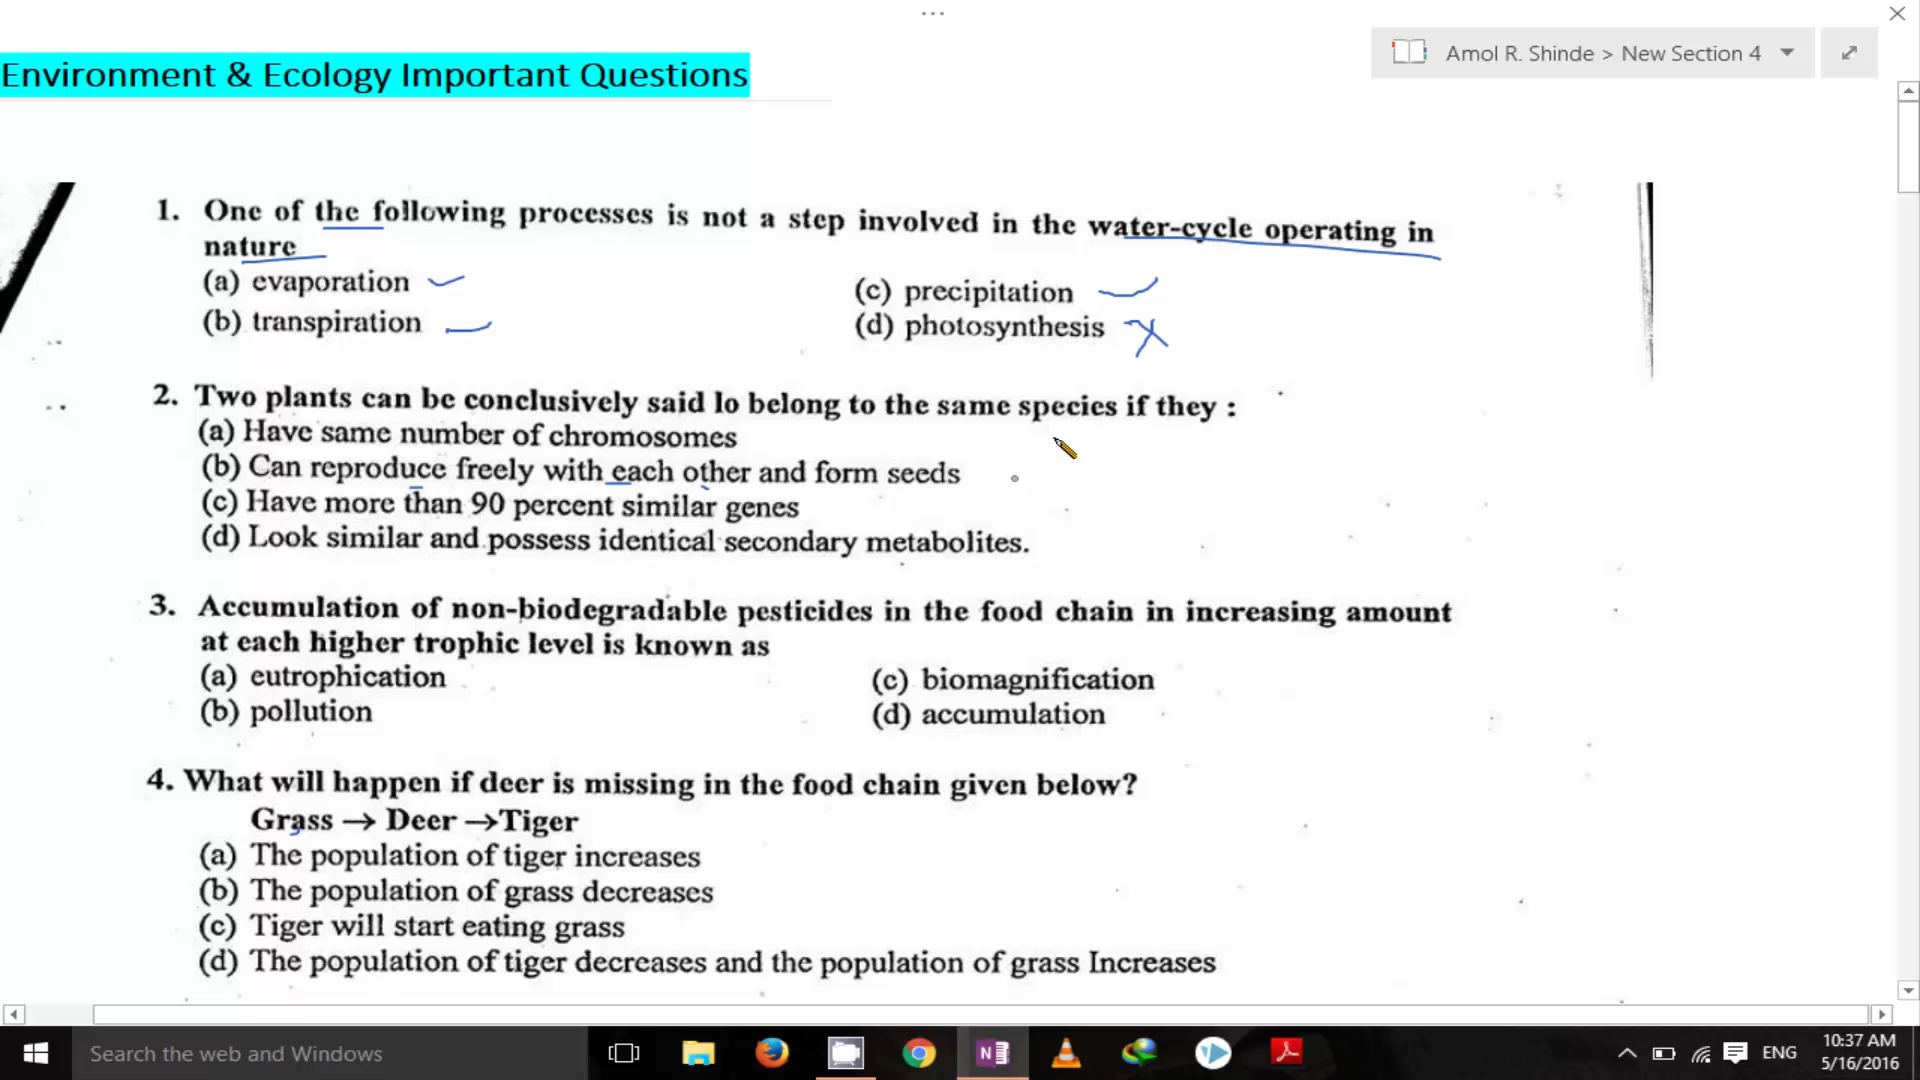 Amol R. Shinde > New Section 4
Environment & Ecology Important Questions
1. One of the following processes is not a step involved in the water-cycle operating in
nature
(a) evaporation
(c) precipitation
(b) transpiration
(d) photosynthesis
2. Two plants can be conclusively said lo belong to the same species if they :
(a) Have same number of chromosomes
(b) Can reproduce freely with each other and form seeds
(c) Have more than 90 percent similar genes
(d) Look similar and possess identical secondary metabolites.
3. Accumulation of non-biodegradable pesticides in the food chain in increasing amount
at each higher trophic level is known as
(a) eutrophication
(c) biomagnification
(b) pollution
(d) accumulation
4. What will happen if deer is missing in the food chain given below?
Grass → Deer →Tiger
(a) The population of tiger increases
(b) The population of grass decreases
(c) Tiger will start eating grass
(d) The population of tiger decreases and the population of grass Increases
Search the web and Windows
ENG
10:37 AM
5/16/2016